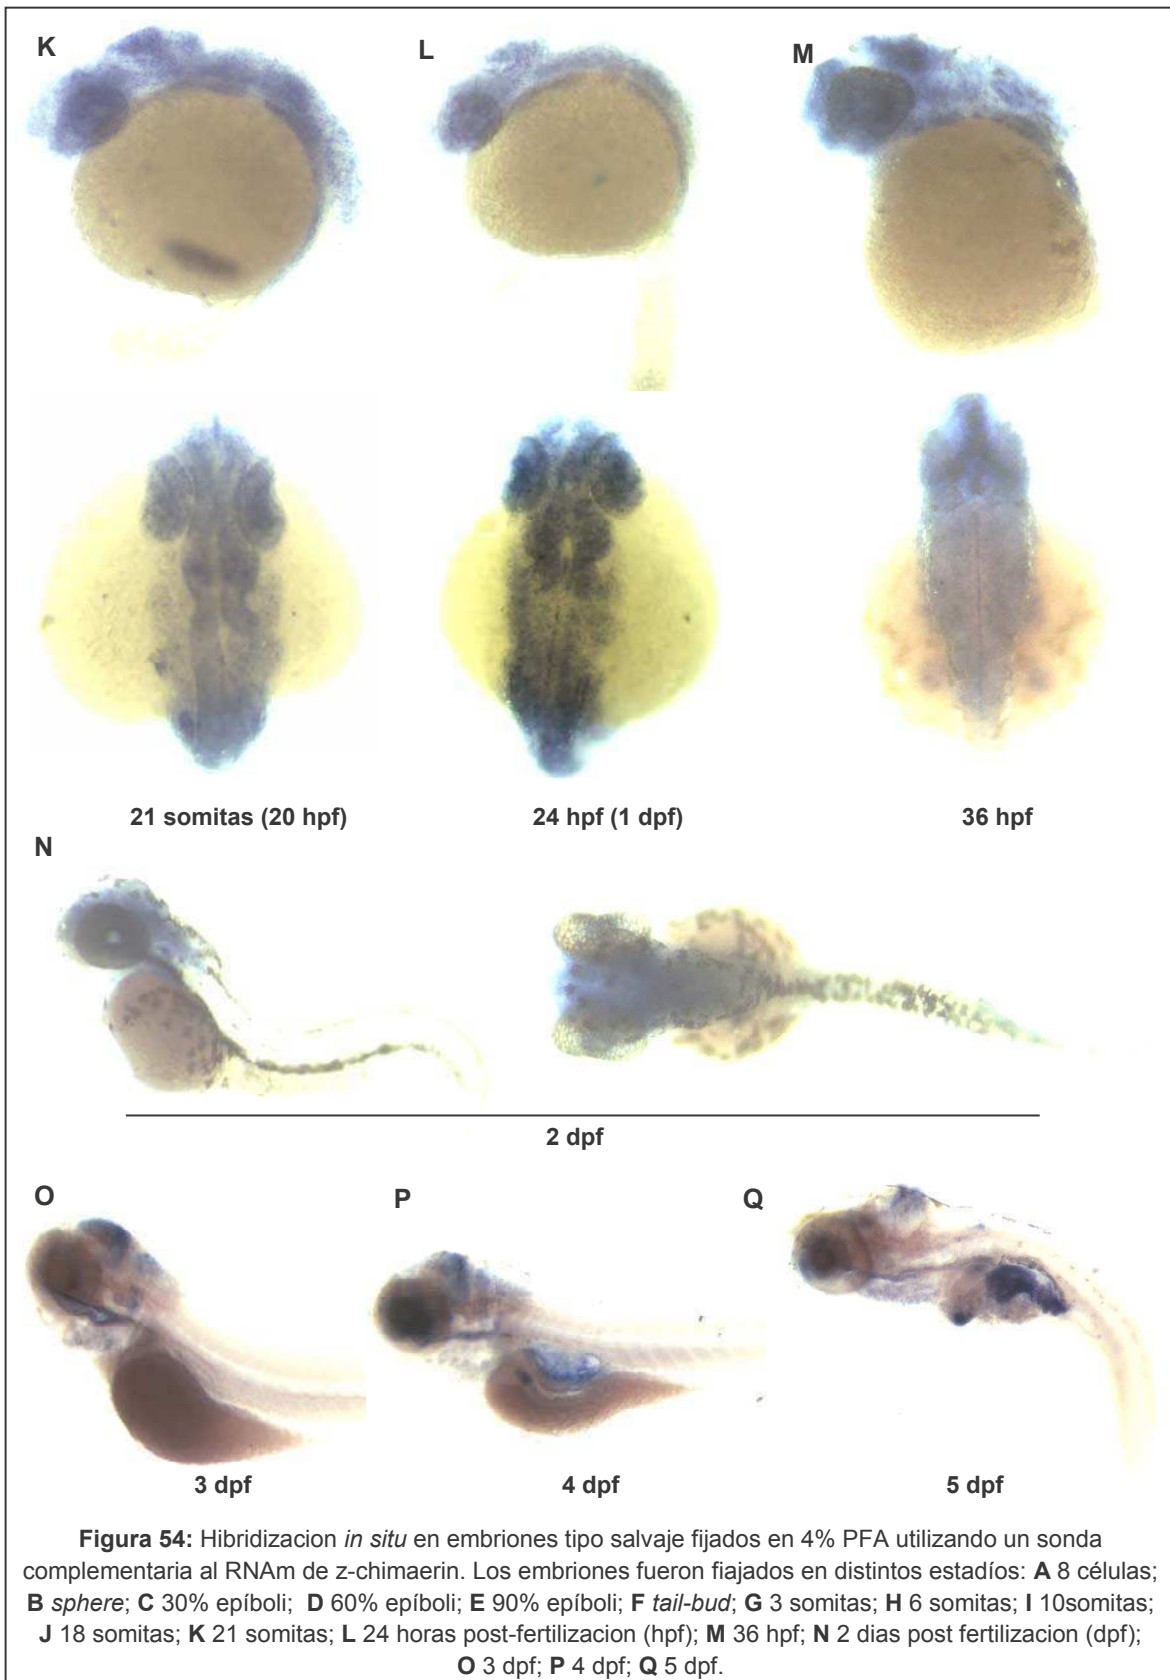 K
L
M
21 somitas (20 hpf)
24 hpf (1 dpf)
36 hpf
N
2 dpf
O
P
Q
3 dpf
4 dpf
5 dpf
Figura 54: Hibridizacion in situ en embriones tipo salvaje fijados en 4% PFA utilizando un sonda
complementaria al RNAm de z-chimaerin. Los embriones fueron fiajados en distintos estadíos: A 8 células;
B sphere; C 30% epíboli; D 60% epíboli; E 90% epíboli; F tail-bud; G 3 somitas; H 6 somitas; I 10somitas;
J 18 somitas; K 21 somitas; L 24 horas post-fertilizacion (hpf); M 36 hpf; N 2 dias post fertilizacion (dpf);
O 3 dpf; P 4 dpf; Q 5 dpf.